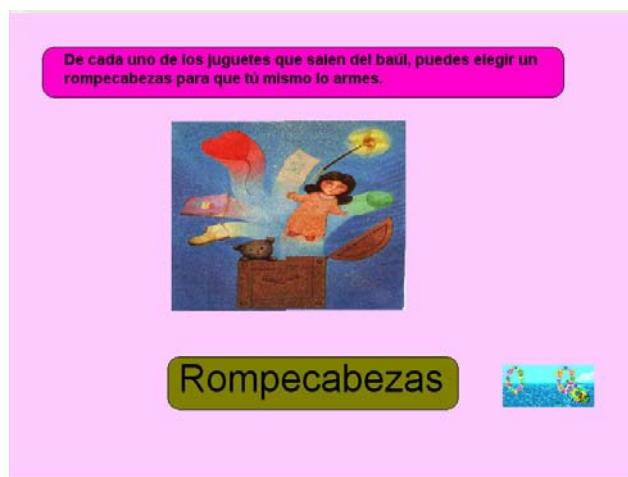 De cada uno de los juguetes que salen del baúl, puedes elegir un
rompecabezas para que tú mismo lo armes.
Rompecabezas